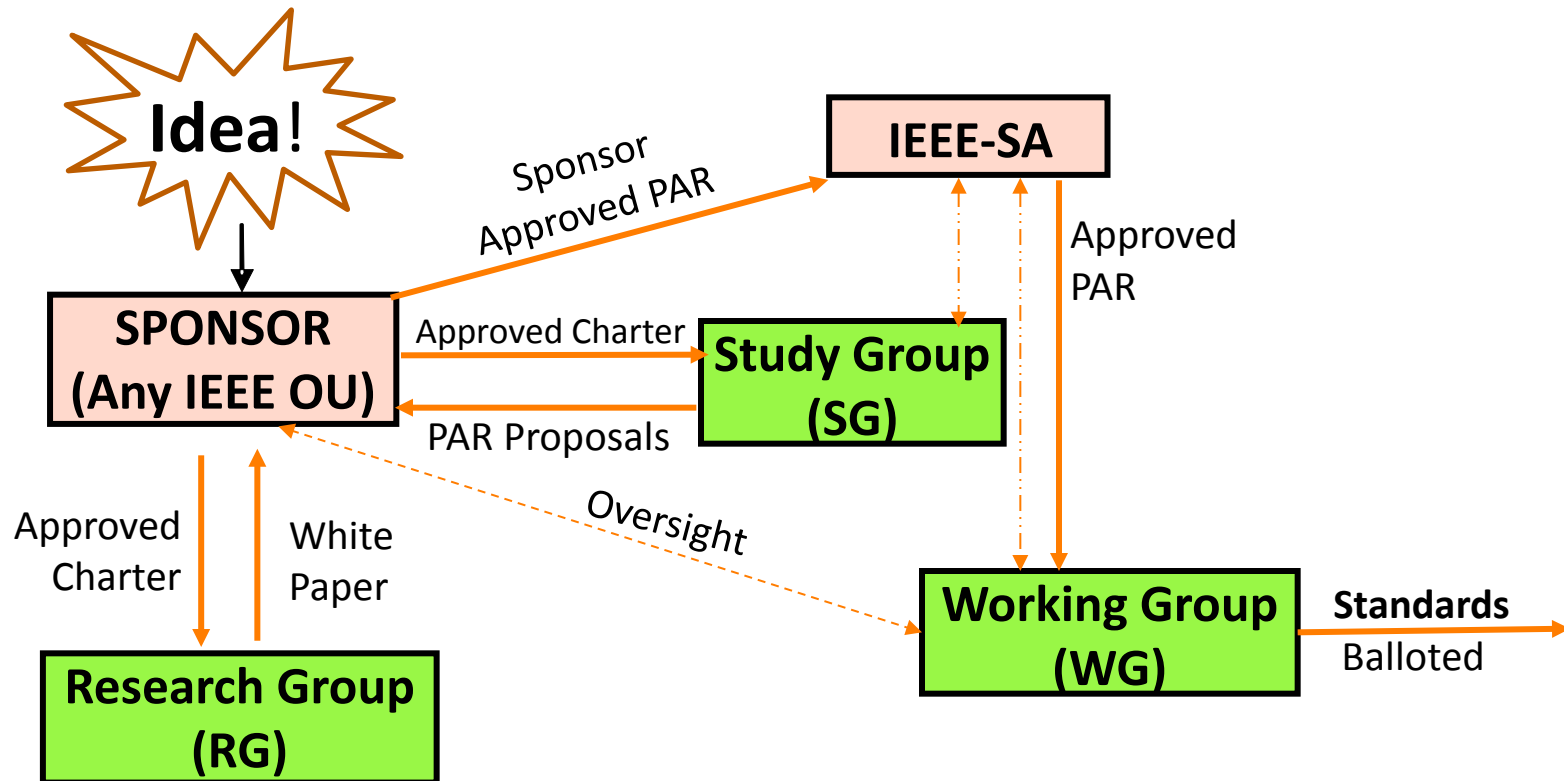 Idea!
IEEE-SA
Sponsor
Approved PAR
Approved
PAR
SPONSOR
(Any IEEE OU)
Approved Charter
PAR Proposals
Study Group
(SG)
Oversight
Approved
Charter
White
Paper
Working Group
(WG)
Standards
Balloted
Research Group
(RG)